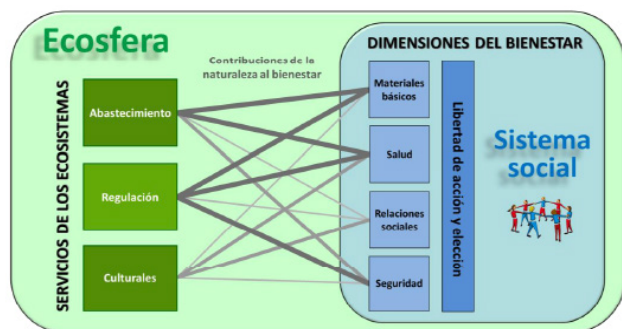 Ecosfera
Contribuciones de la
naturaleza al bienestar
SERVICIOS DE LOS ECOSISTEMAS
Abastecimiento
Regulación
Culturales
DIMENSIONES DEL BIENESTAR
Materiales
básicos
Salud
Relaciones
sociales
Seguridad
Libertad de acción y elección
Sistema
social